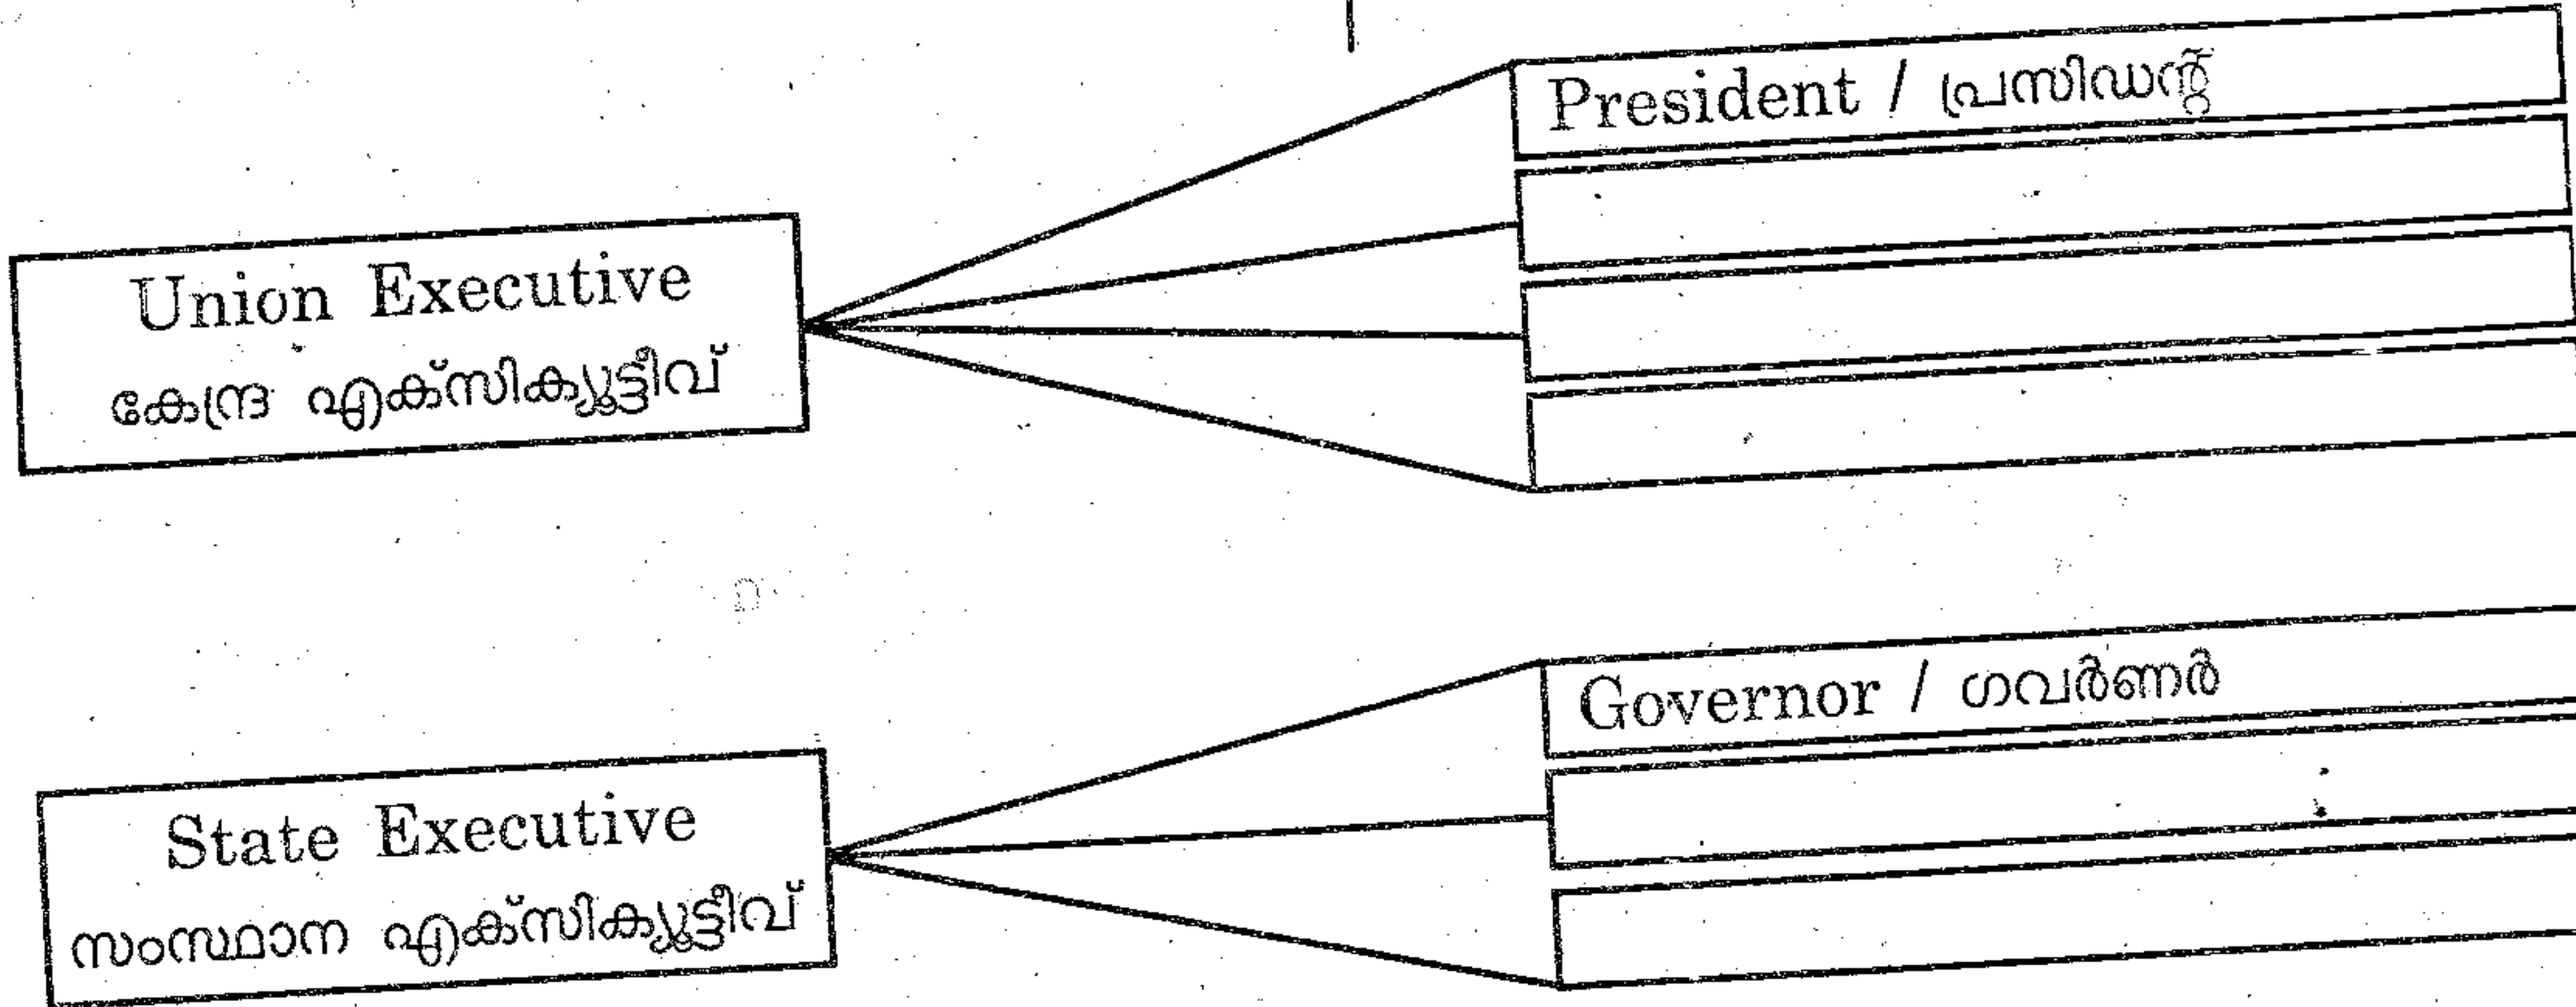 President / പ്രസിഡന്റ്
Union Executive
കേന്ദ്ര എക്സിക്യൂട്ടീവ്
Governor / ഗവർണർ
State Executive
സംസ്ഥാന എക്സിക്യൂട്ടീവ്